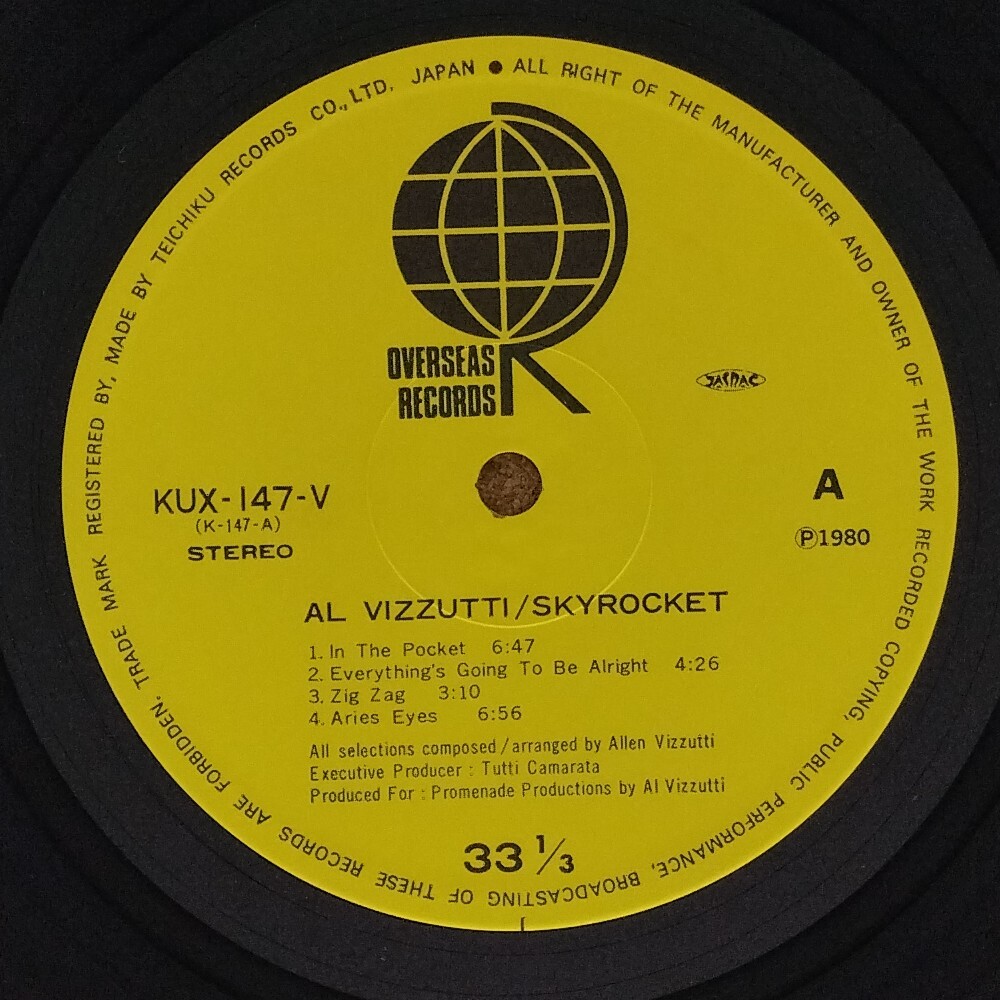 TRADE MARK REGISTERED BY, MADE BY TEICHIKU RECORDS CO., LTD, JAPAN ● ALL RIGHT OF THE MANUFACTURER AND OWNER OF THE WORK RECORDED COPYING, PUBLIC PERFORMANCE, BROADCASTING OF THESE RECORDS ARE FORBIDDEN.
OVERSEAS
RECORDS
R
JASRAC
KUX-147-V
(K-147-A)
STEREO
A
Ⓟ1980
AL VIZZUTTI/SKYROCKET
1. In The Pocket 6:47
2. Everything's Going To Be Alright 4:26
3. Zig Zag 3:10
4. Aries Eyes 6:56
All selections composed/arranged by Allen Vizzutti
Executive Producer : Tutti Camarata
Produced For : Promenade Productions by Al Vizzutti
33 1/3